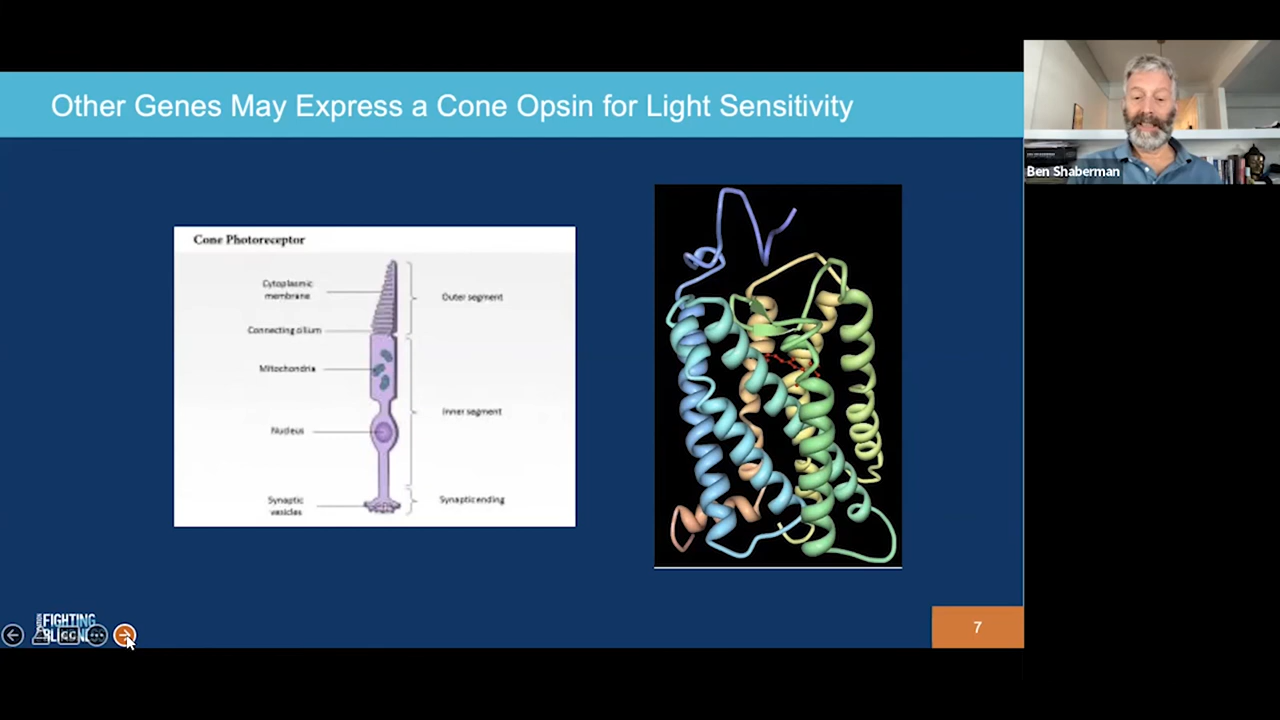 Other Genes May Express a Cone Opsin for Light Sensitivity
Ben Shaberman
Cone Photoreceptor
Cytoplasmic
membrane
Outer segment
Connecting cilium
Mitochondria
Inner segment
Nucleus
Synaptic
vesicles
Synaptic ending
FIGHTING
7